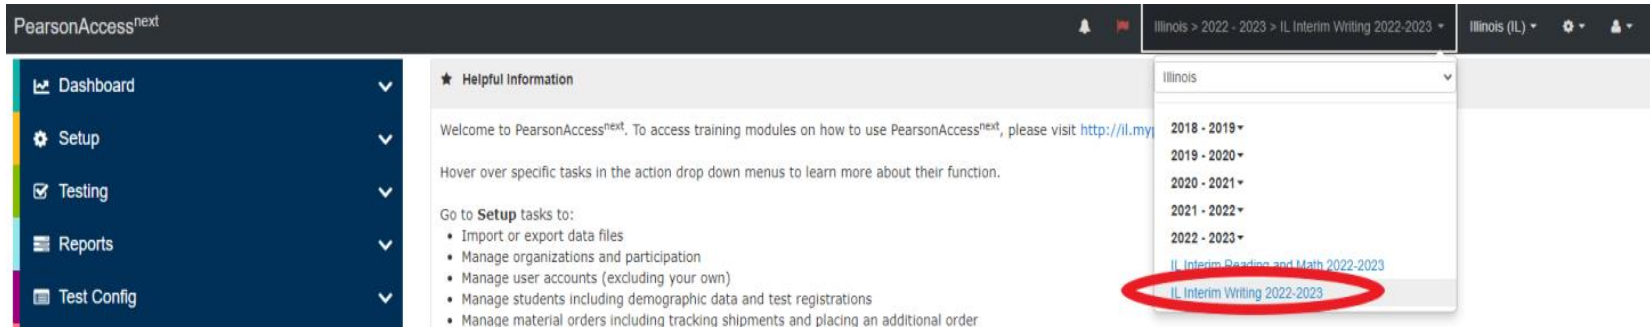 PearsonAccessnext
Illinois > 2022 - 2023 > IL Interim Writing 2022-2023
Illinois (IL)
Dashboard
Setup
Testing
Reports
Test Config
Helpful Information
Welcome to PearsonAccessnext. To access training modules on how to use PearsonAccessnext, please visit http://il.my
Hover over specific tasks in the action drop down menus to learn more about their function.
Go to Setup tasks to:
• Import or export data files
• Manage organizations and participation
• Manage user accounts (excluding your own)
• Manage students including demographic data and test registrations
• Manage material orders including tracking shipments and placing an additional order
Illinois
2018 - 2019
2019 - 2020
2020 - 2021
2021 - 2022
2022 - 2023
IL Interim Reading and Math 2022-2023
IL Interim Writing 2022-2023